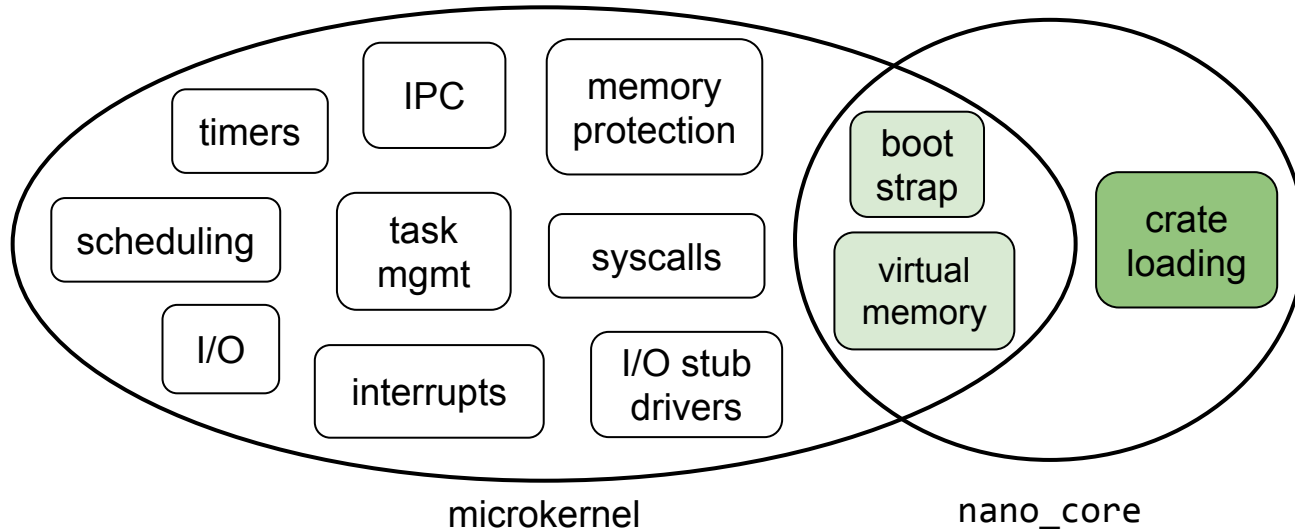 IPC
memory
protection
timers
boot
strap
crate
loading
scheduling
task
mgmt
syscalls
virtual
memory
I/O
interrupts
I/O stub
drivers
microkernel
nano_core